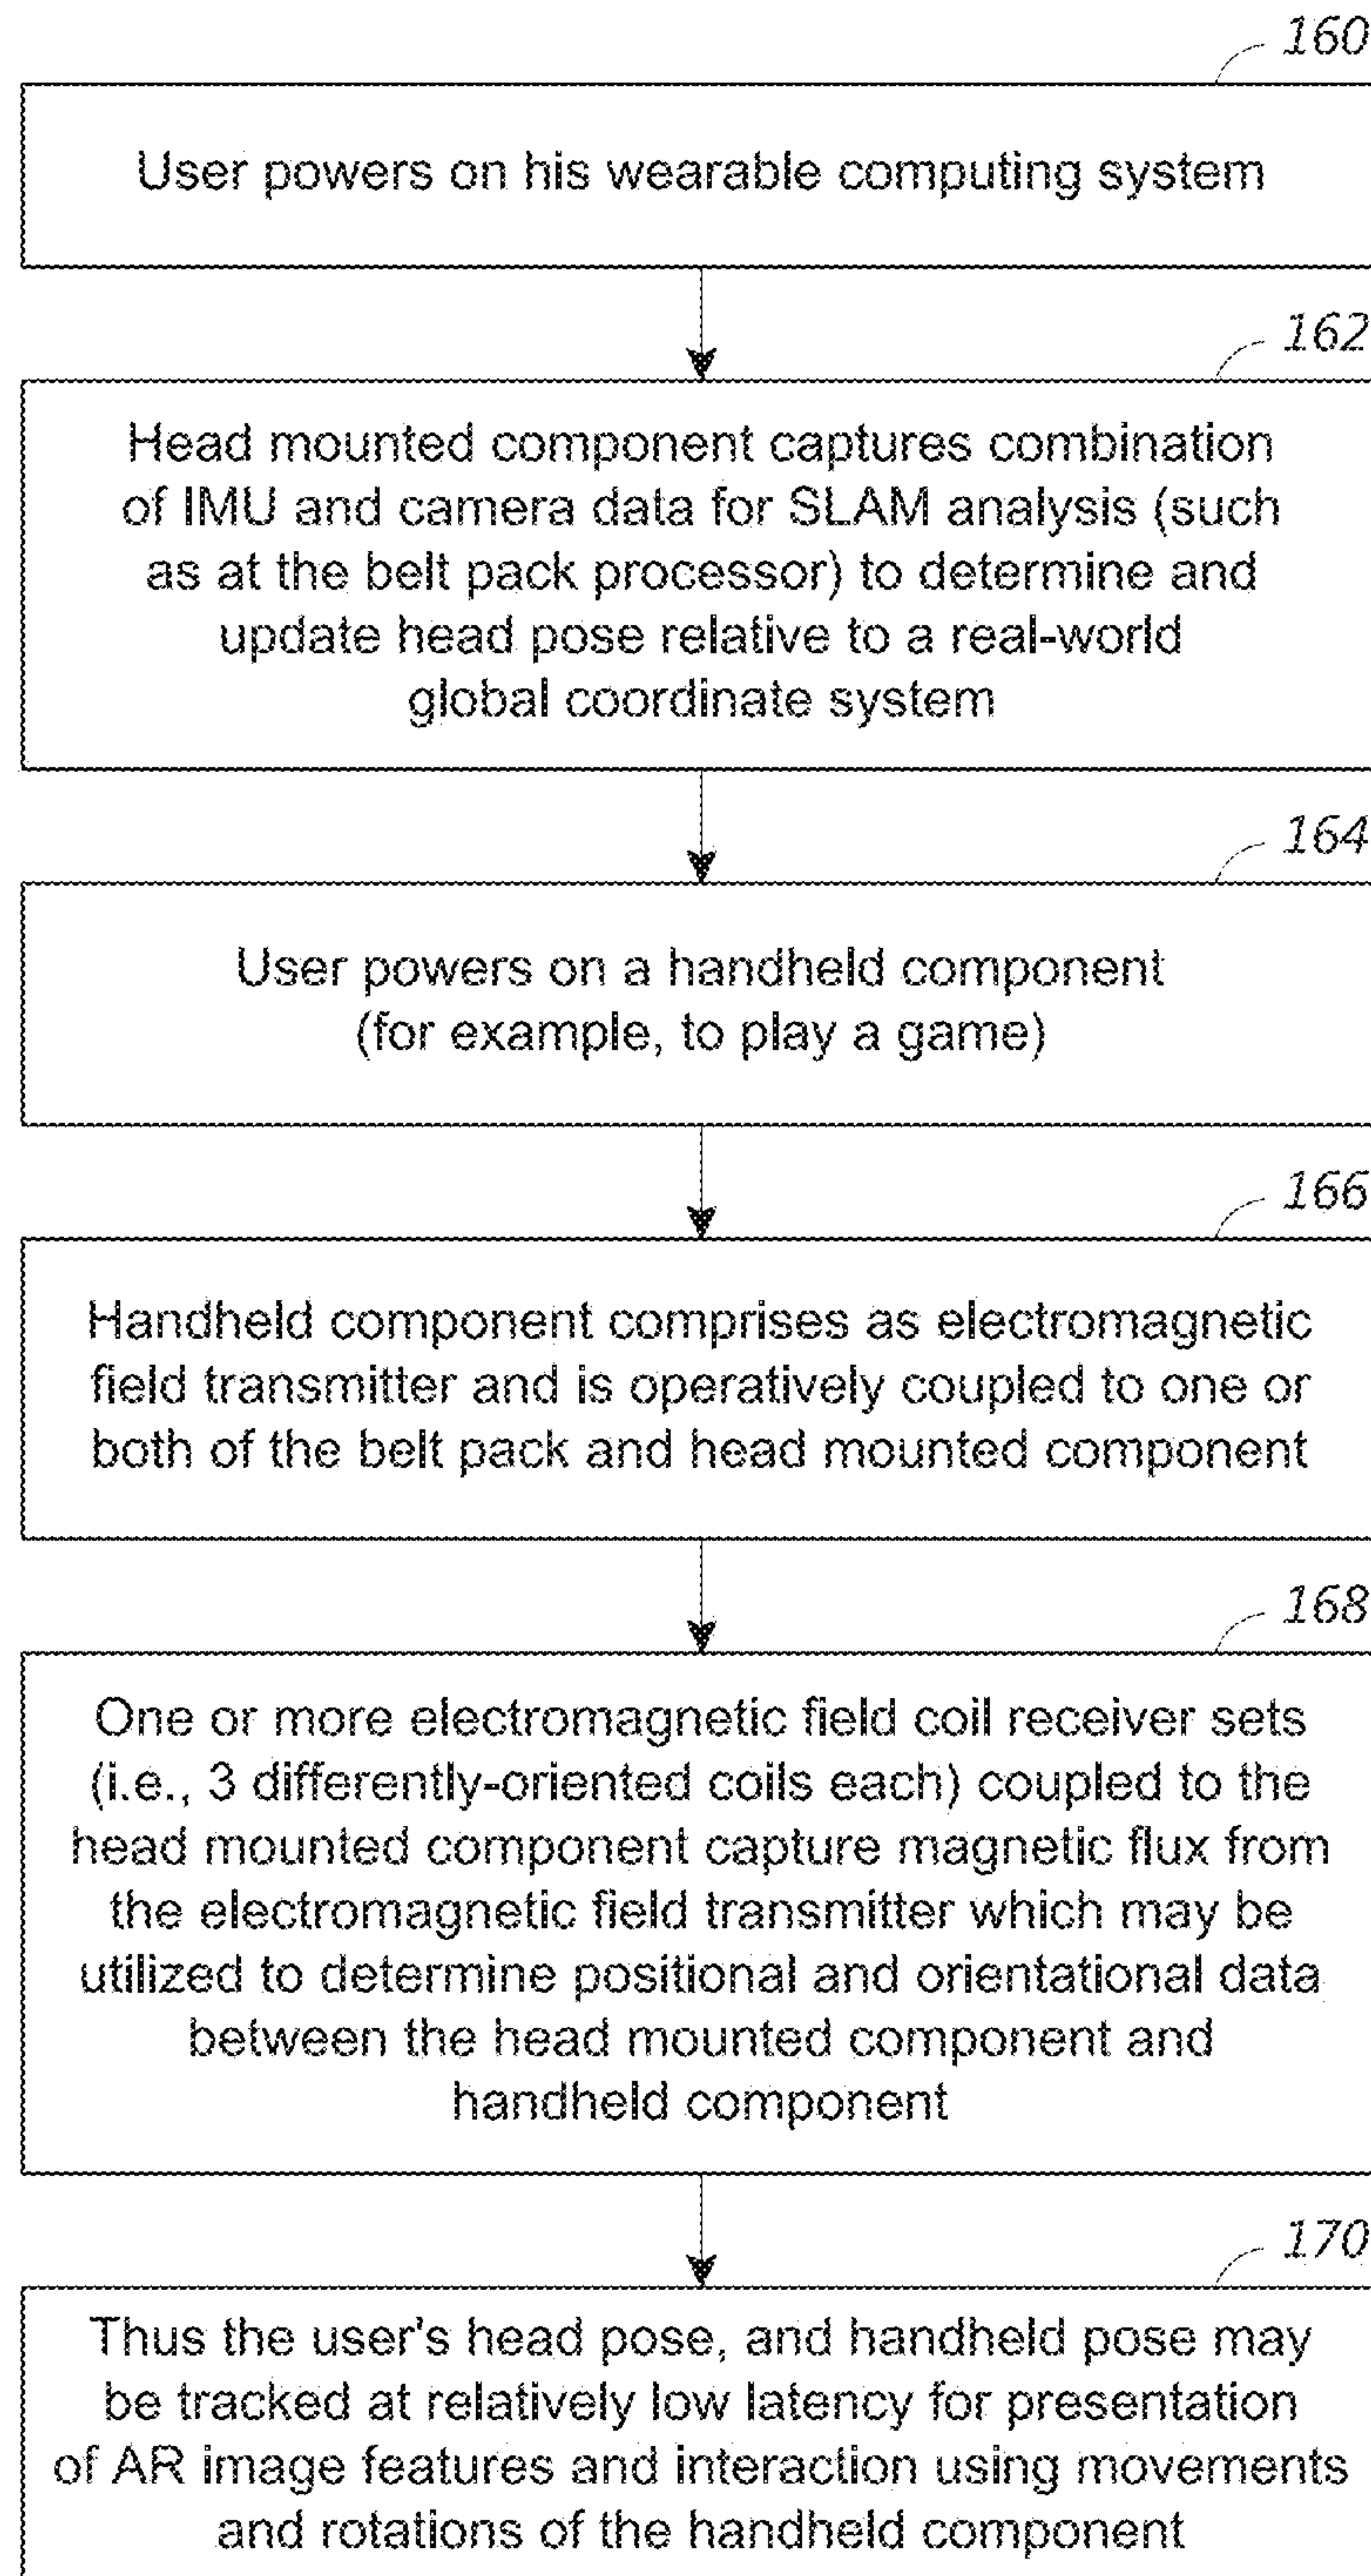 160
User powers on his wearable computing system
162
Head mounted component captures combination
of IMU and camera data for SLAM analysis (such
as at the belt pack processor) to determine and
update head pose relative to a real-world
global coordinate system
164
User powers on a handheld component
(for example, to play a game)
166
Handheld component comprises as electromagnetic
field transmitter and is operatively coupled to one or
both of the belt pack and head mounted component
168
One or more electromagnetic field coil receiver sets
(i.e., 3 differently-oriented coils each) coupled to the
head mounted component capture magnetic flux from
the electromagnetic field transmitter which may be
utilized to determine positional and orientational data
between the head mounted component and
handheld component
170
Thus the user's head pose, and handheld pose may
be tracked at relatively low latency for presentation
of AR image features and interaction using movements
and rotations of the handheld component